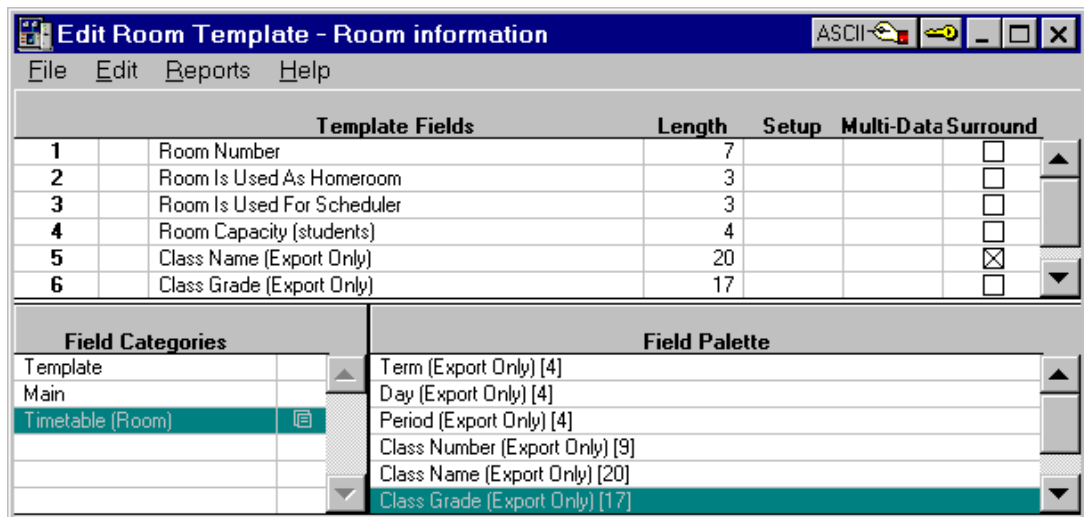 Edit Room Template - Room information ASCII
File Edit Reports Help
Template Fields Length Setup Multi-Data Surround
1 Room Number 7
2 Room Is Used As Homeroom 3
3 Room Is Used For Scheduler 3
4 Room Capacity (students) 4
5 Class Name (Export Only) 20
6 Class Grade (Export Only) 17
Field Categories Field Palette
Template Term (Export Only) [4]
Main Day (Export Only) [4]
Timetable (Room) Period (Export Only) [4]
Class Number (Export Only) [9]
Class Name (Export Only) [20]
Class Grade (Export Only) [17]